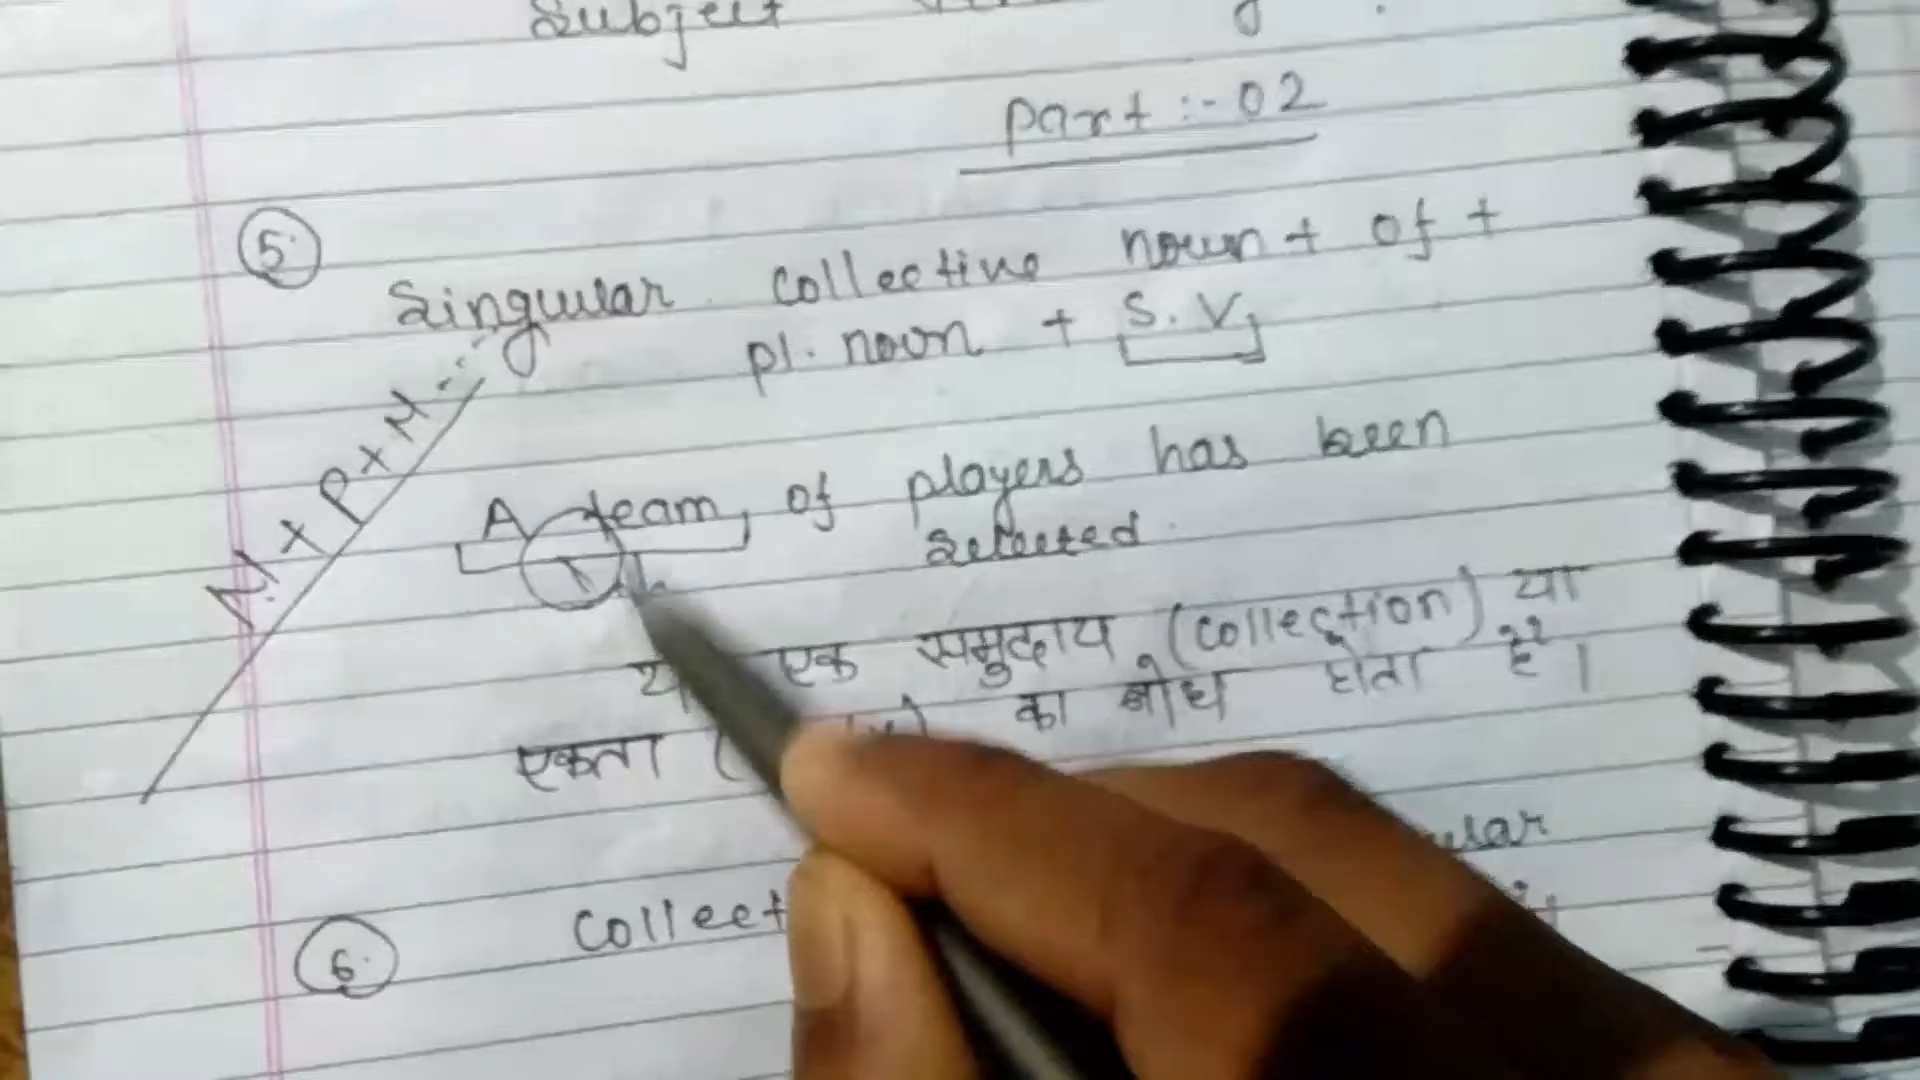 Subject
Part :- 02
5.
Singular collective noun + of +
pl. noun + S.V.
N x P x N
A team, of players has been
selected.
एक समुदाय (collection) या
एकता ( का बोध होता है।
6.